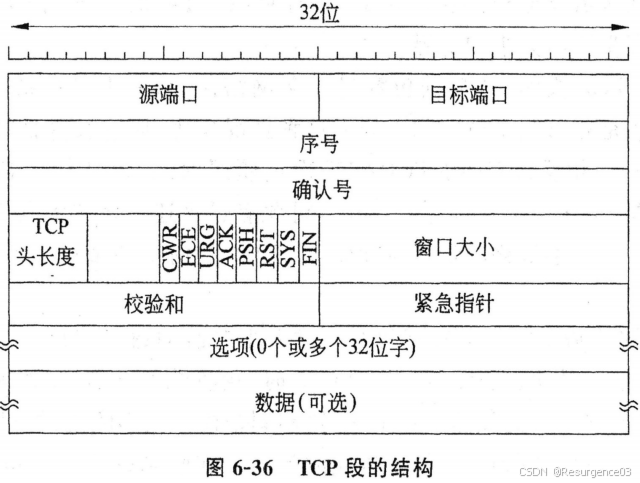 32位
源端口 目标端口
序号
确认号
TCP
头长度
CWR ECE URG ACK PSH RST SYS FIN
窗口大小
校验和 紧急指针
选项(0个或多个32位字)
数据(可选)
图 6-36 TCP 段的结构
CSDN @Resurgence03